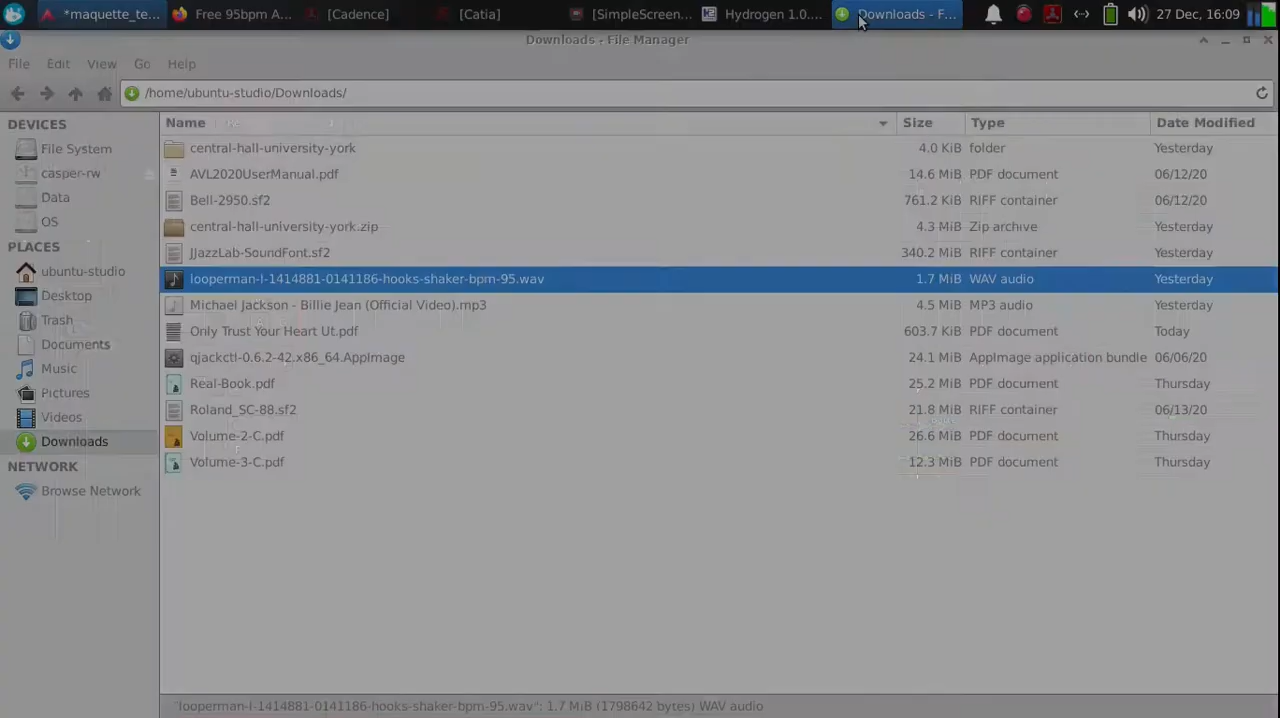 *maquette_te... Free 95bpm A... [Cadence] [Catia] [SimpleScreen... Hydrogen 1.0.... Downloads - F... 27 Dec, 16:09
Downloads - File Manager
File Edit View Go Help
/home/ubuntu-studio/Downloads/
DEVICES
File System
casper-rw
Data
OS
PLACES
ubuntu-studio
Desktop
Trash
Documents
Music
Pictures
Videos
Downloads
NETWORK
Browse Network
Name Size Type Date Modified
central-hall-university-york 4.0 KiB folder Yesterday
AVL2020UserManual.pdf 14.6 MiB PDF document 06/12/20
Bell-2950.sf2 761.2 KiB RIFF container 06/12/20
central-hall-university-york.zip 4.3 MiB Zip archive Yesterday
JJazzLab-SoundFont.sf2 340.2 MiB RIFF container Yesterday
looperman-l-1414881-0141186-hooks-shaker-bpm-95.wav 1.7 MiB WAV audio Yesterday
Michael Jackson - Billie Jean (Official Video).mp3 4.5 MiB MP3 audio Yesterday
Only Trust Your Heart Ut.pdf 603.7 KiB PDF document Today
qjackctl-0.6.2-42.x86_64.AppImage 24.1 MiB AppImage application bundle 06/06/20
Real-Book.pdf 25.2 MiB PDF document Thursday
Roland_SC-88.sf2 21.8 MiB RIFF container 06/13/20
Volume-2-C.pdf 26.6 MiB PDF document Thursday
Volume-3-C.pdf 12.3 MiB PDF document Thursday
"looperman-l-1414881-0141186-hooks-shaker-bpm-95.wav": 1.7 MiB (1798642 bytes) WAV audio